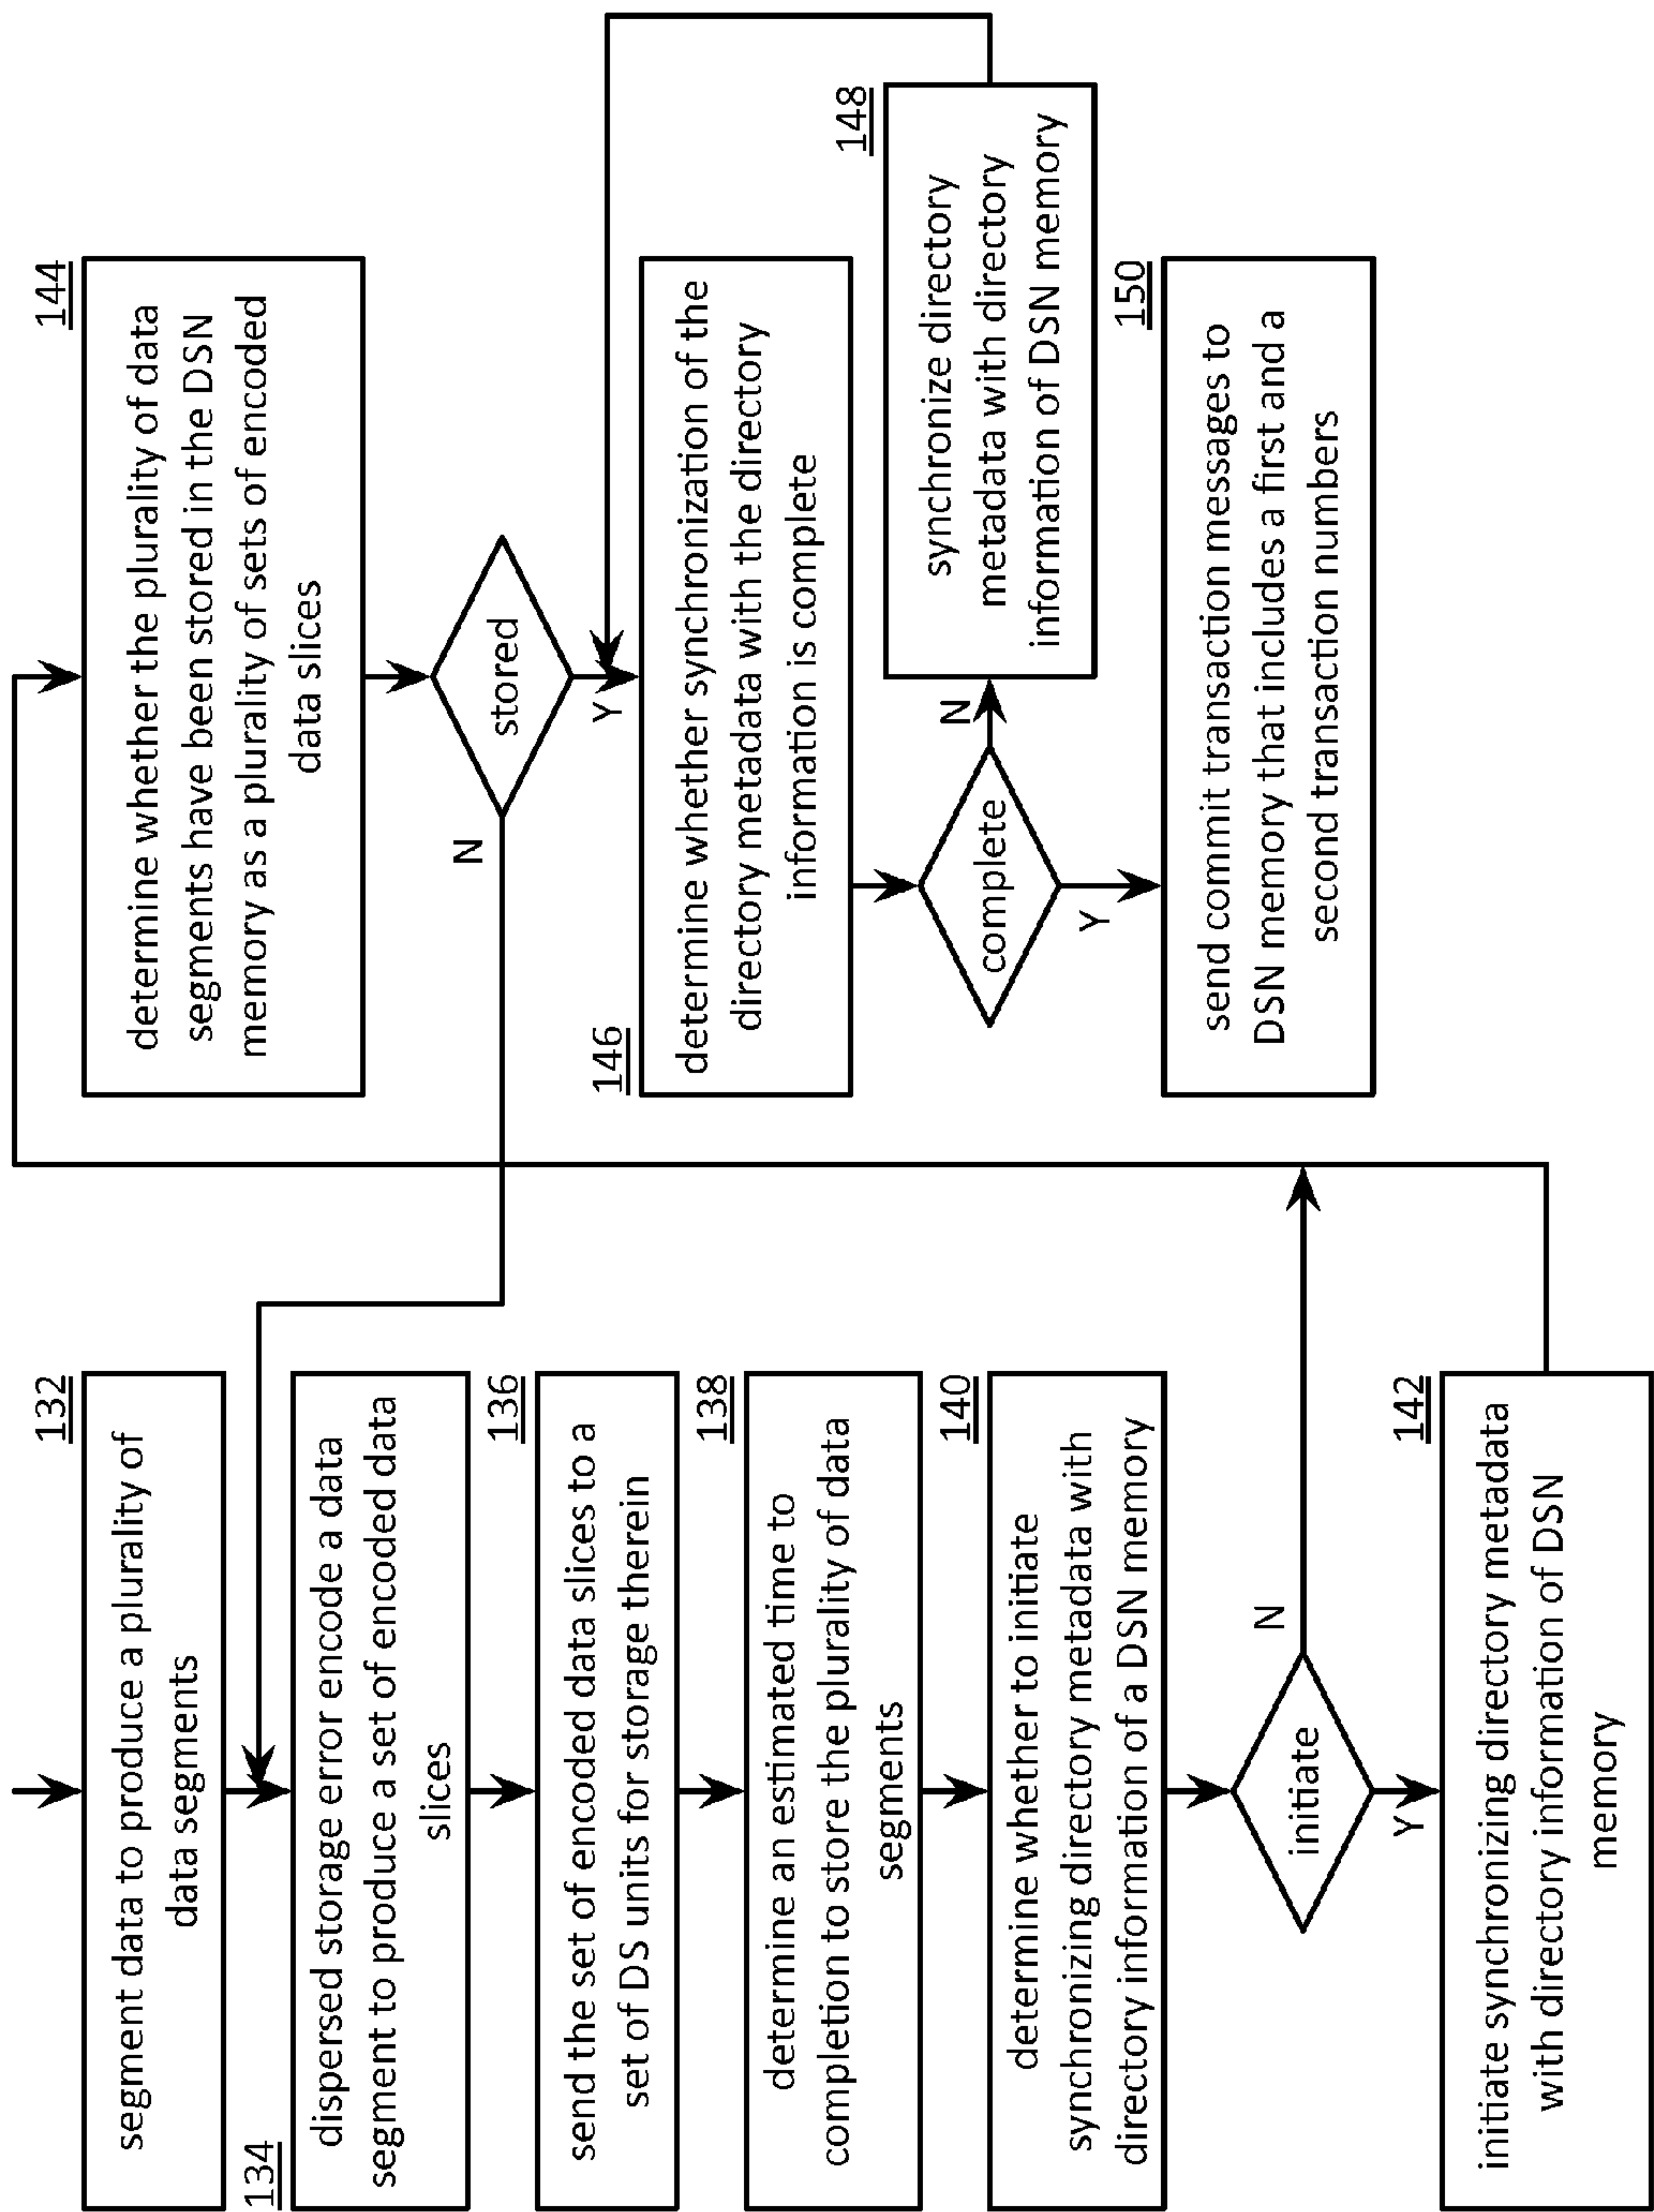 132
segment data to produce a plurality of
data segments
134
dispersed storage error encode a data
segment to produce a set of encoded data
slices
136
send the set of encoded data slices to a
set of DS units for storage therein
138
determine an estimated time to
completion to store the plurality of data
segments
140
determine whether to initiate
synchronizing directory metadata with
directory information of a DSN memory
initiate
N
Y
142
initiate synchronizing directory metadata
with directory information of DSN
memory
144
determine whether the plurality of data
segments have been stored in the DSN
memory as a plurality of sets of encoded
data slices
stored
N
Y
146
determine whether synchronization of the
directory metadata with the directory
information is complete
complete
N
Y
148
synchronize directory
metadata with directory
information of DSN memory
150
send commit transaction messages to
DSN memory that includes a first and a
second transaction numbers